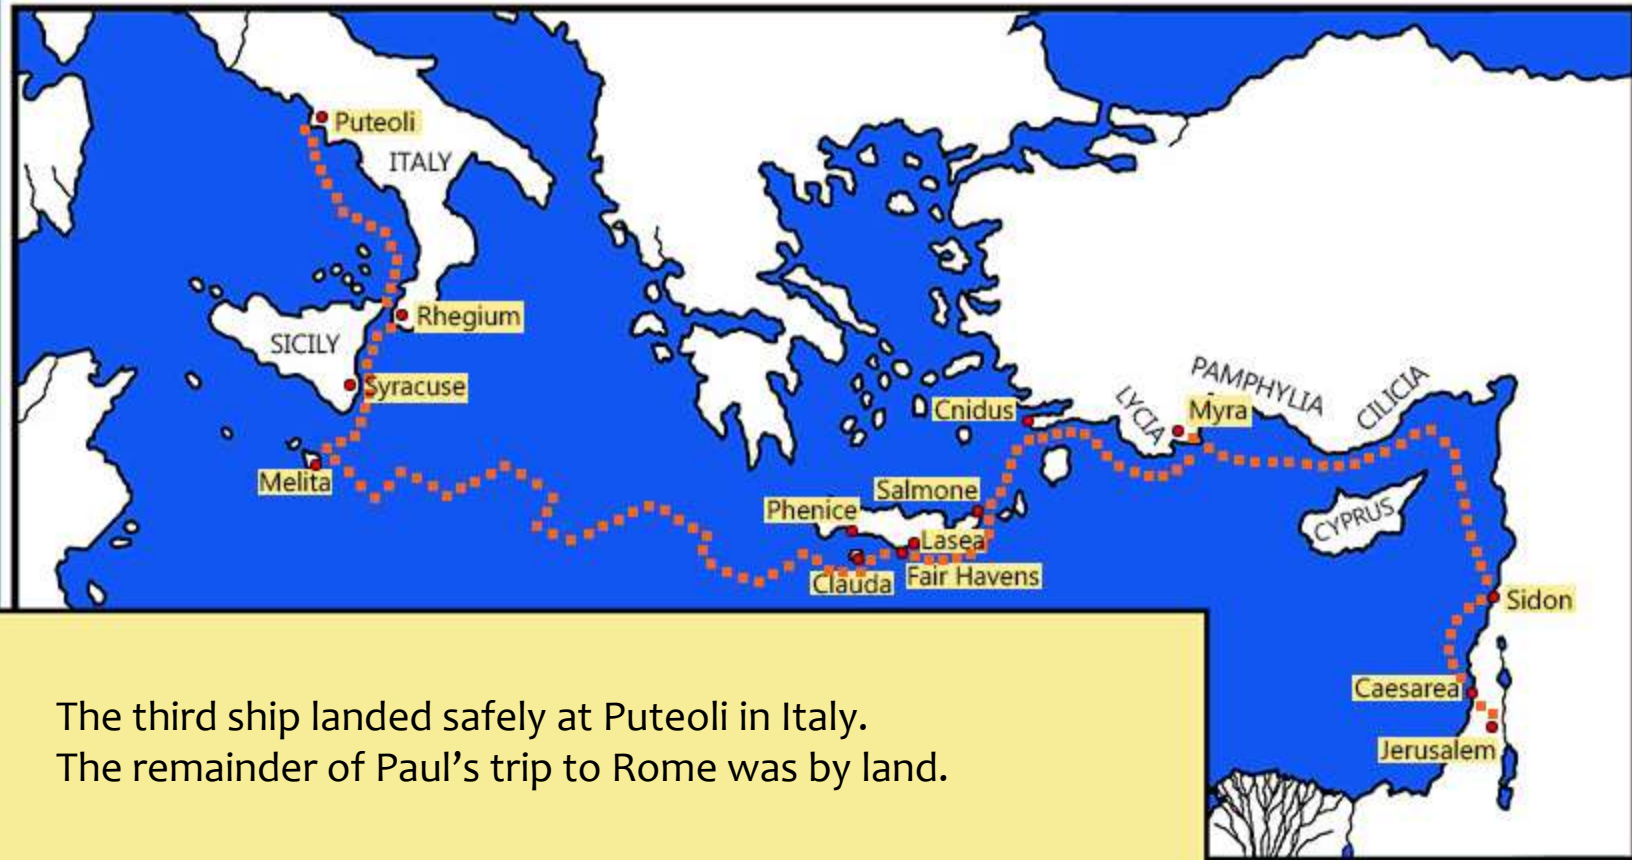 Puteoli
ITALY
Rhegium
SICILY
Syracuse
Melita
Cnidus
LYCIA
PAMPHYLIA
Myra
CILICIA
Salmone
Phenice
Lasea
Fair Havens
Clauda
CYPRUS
Sidon
Caesarea
Jerusalem
The third ship landed safely at Puteoli in Italy.
The remainder of Paul’s trip to Rome was by land.